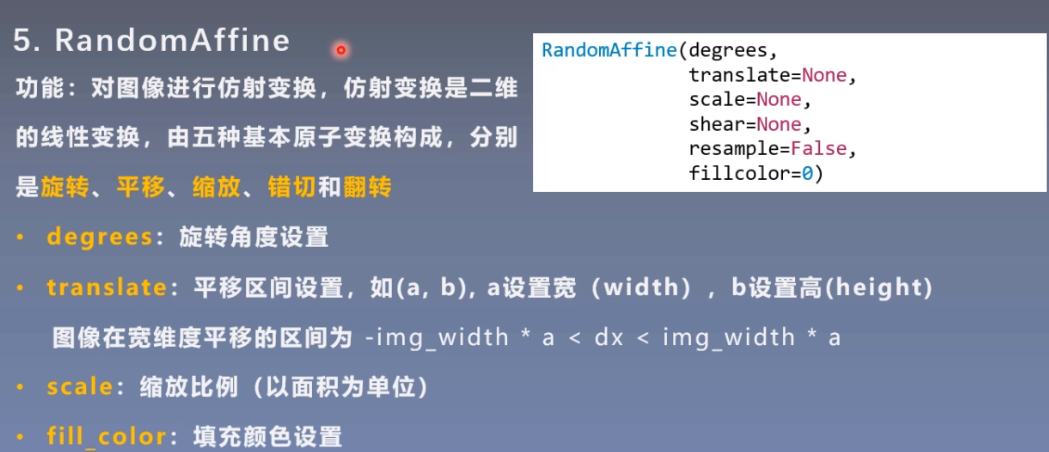 5. RandomAffine
功能：对图像进行仿射变换，仿射变换是二维
的线性变换，由五种基本原子变换构成，分别
是旋转、平移、缩放、错切和翻转
• degrees：旋转角度设置
• translate：平移区间设置，如(a, b), a设置宽（width），b设置高(height)
图像在宽维度平移的区间为 -img_width * a < dx < img_width * a
• scale：缩放比例（以面积为单位）
• fill_color：填充颜色设置
RandomAffine(degrees,
translate=None,
scale=None,
shear=None,
resample=False,
fillcolor=0)